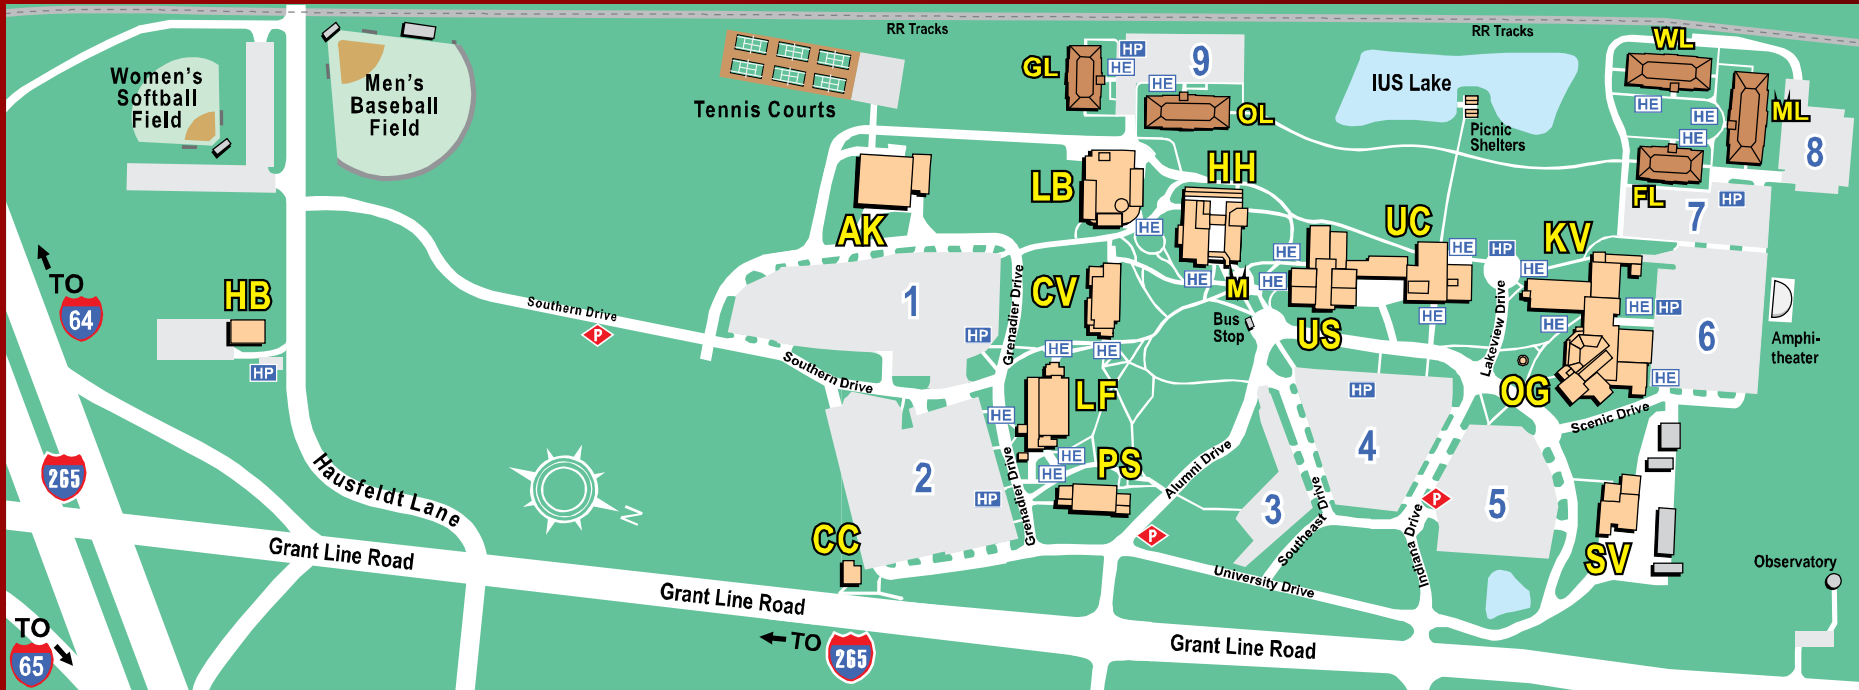 RR Tracks
RR Tracks
Women's
Softball
Field
Men's
Baseball
Field
Tennis Courts
GL
HP
HE
9
HE
OL
IUS Lake
Picnic
Shelters
WL
HE
HE
HE
ML
8
FL
HP
7
AK
LB
HH
HE
UC
KV
TO
64
HB
HP
Southern Drive
P
1
HP
Grenadier Drive
CV
HE
HE
HE
M
HE
HE
HE
HP
HE
HE
Bus
Stop
US
Lakeview Drive
HE
HE
HP
6
Amphi-
theater
Southern Drive
HE
HE
LF
HE
OG
HE
Scenic Drive
HP
4
2
HP
HE
HE
PS
Grenadier Drive
Alumni Drive
P
3
Southeast Drive
Indiana Drive
P
5
SV
Observatory
265
Hausfeldt Lane
N
CC
Grant Line Road
Grant Line Road
University Drive
Grant Line Road
TO
65
TO
265